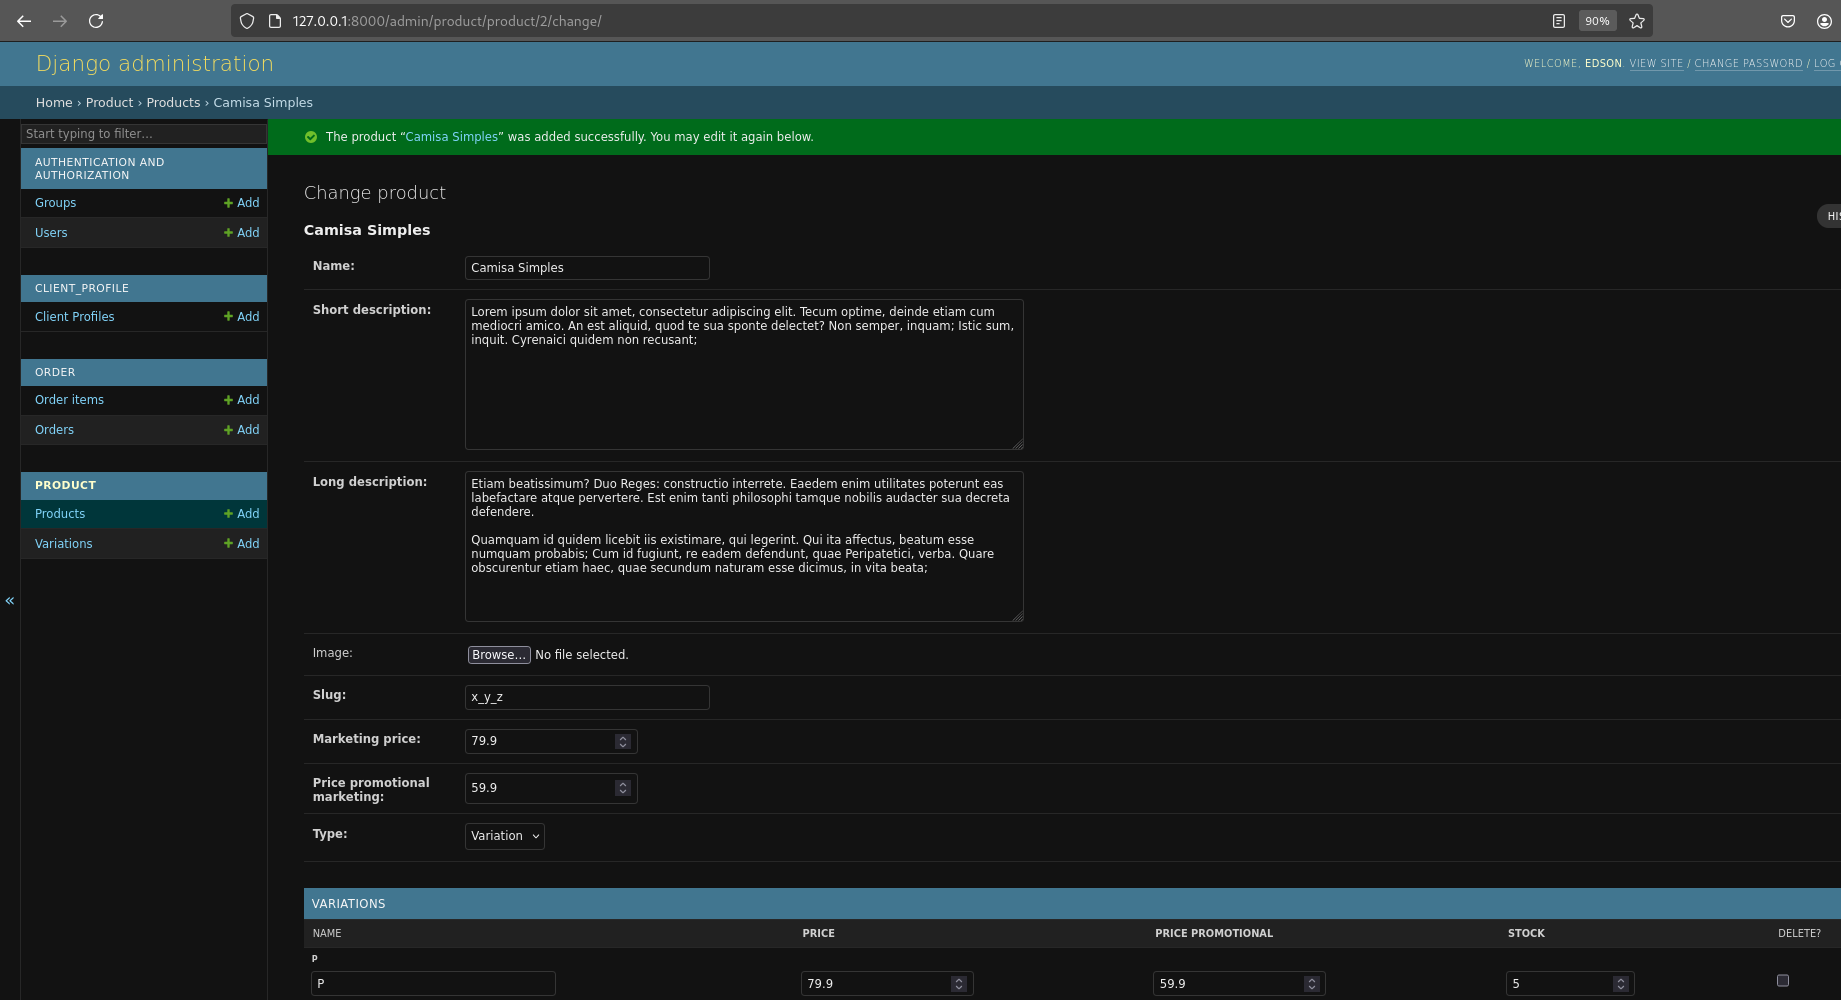 127.0.0.1:8000/admin/product/product/2/change/
90%
Django administration
WELCOME, EDSON. VIEW SITE / CHANGE PASSWORD / LOG
Home › Product › Products › Camisa Simples
Start typing to filter...
The product “Camisa Simples” was added successfully. You may edit it again below.
AUTHENTICATION AND
AUTHORIZATION
Groups + Add
Users + Add
CLIENT_PROFILE
Client Profiles + Add
ORDER
Order items + Add
Orders + Add
PRODUCT
Products + Add
Variations + Add
«
Change product
Camisa Simples
Name: Camisa Simples
Short description:
Lorem ipsum dolor sit amet, consectetur adipiscing elit. Tecum optime, deinde etiam cum
mediocri amico. An est aliquid, quod te sua sponte delectet? Non semper, inquam; Istic sum,
inquit. Cyrenaici quidem non recusant;
Long description:
Etiam beatissimum? Duo Reges: constructio interrete. Eaedem enim utilitates poterunt eas
labefactare atque pervertere. Est enim tanti philosophi tamque nobilis audacter sua decreta
defendere.
Quamquam id quidem licebit iis existimare, qui legerint. Qui ita affectus, beatum esse
numquam probabis; Cum id fugiunt, re eadem defendunt, quae Peripatetici, verba. Quare
obscurentur etiam haec, quae secundum naturam esse dicimus, in vita beata;
Image: Browse... No file selected.
Slug: x_y_z
Marketing price: 79.9
Price promotional
marketing:
59.9
Type: Variation
VARIATIONS
NAME PRICE PRICE PROMOTIONAL STOCK DELETE?
P
P 79.9 59.9 5